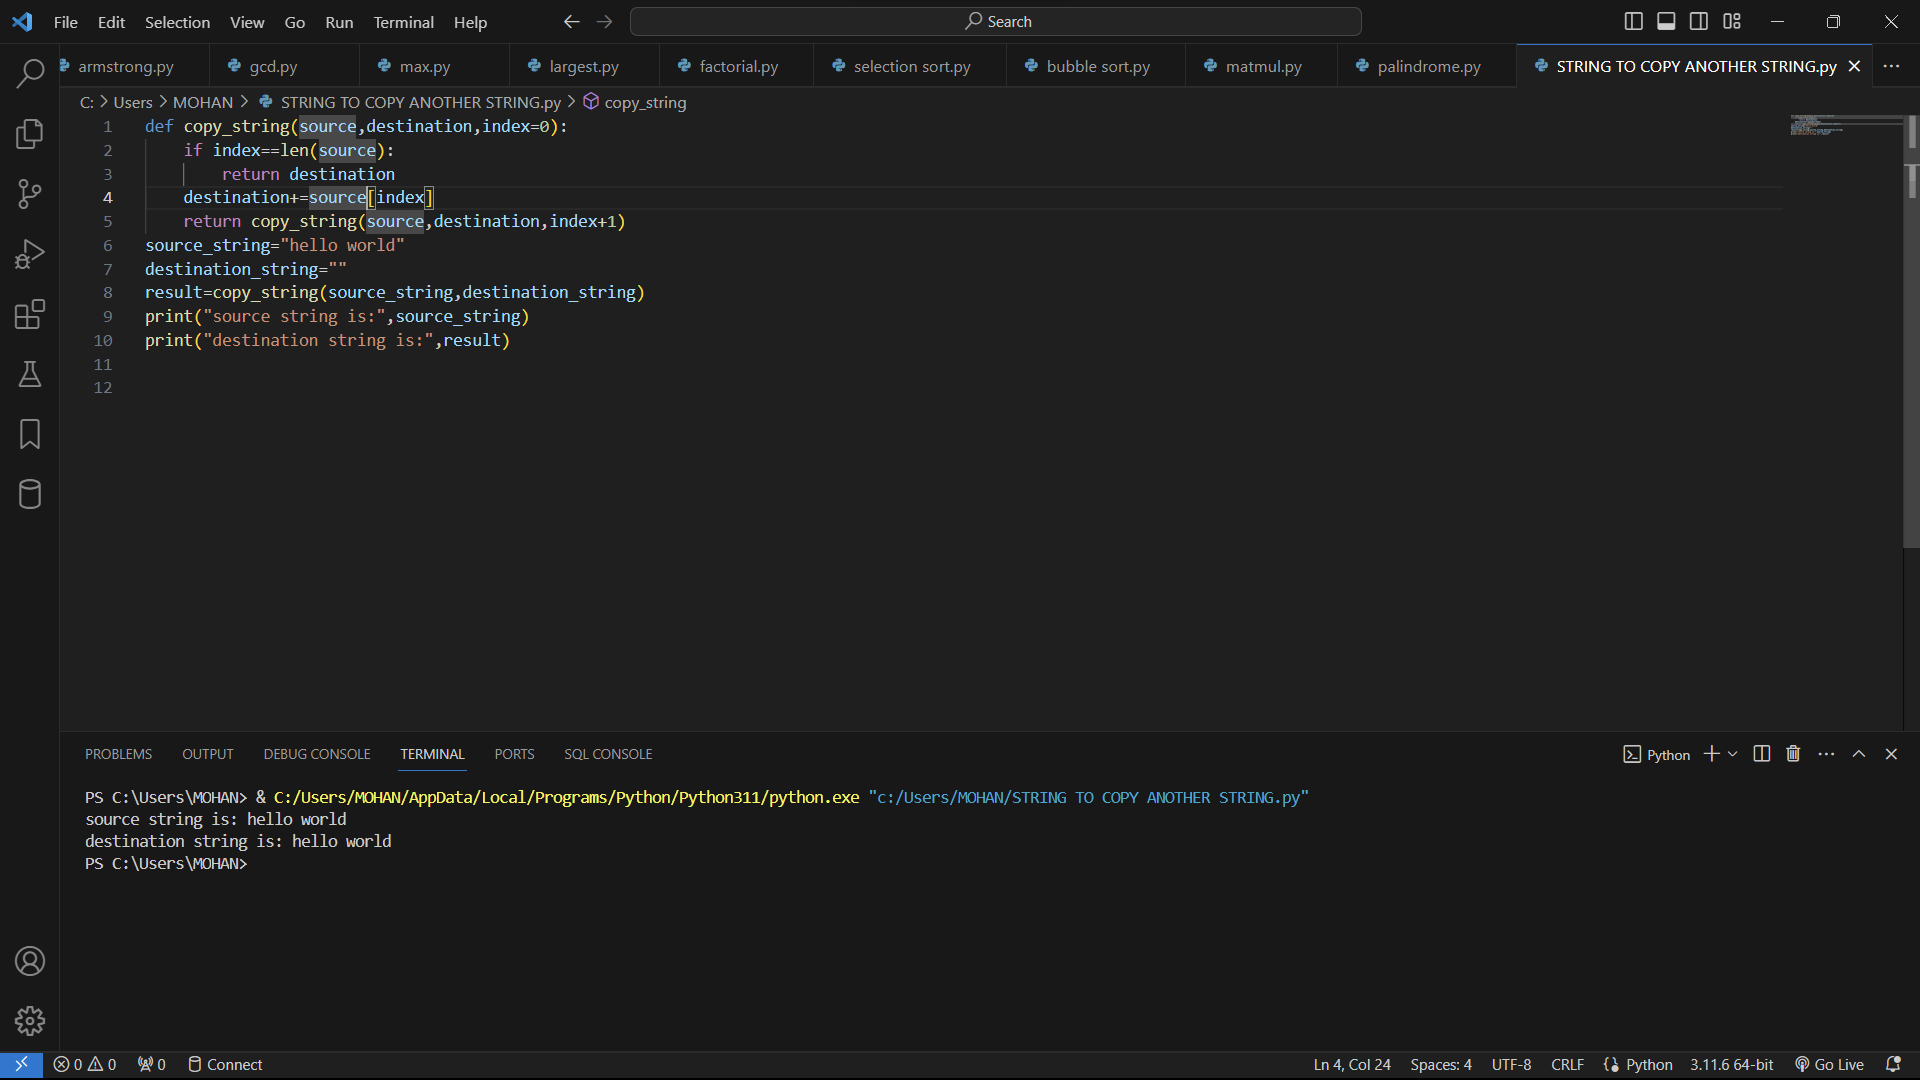 File Edit Selection View Go Run Terminal Help Search
armstrong.py gcd.py max.py largest.py factorial.py selection sort.py bubble sort.py matmul.py palindrome.py STRING TO COPY ANOTHER STRING.py
C: > Users > MOHAN > STRING TO COPY ANOTHER STRING.py > copy_string
1 def copy_string(source,destination,index=0):
2     if index==len(source):
3         return destination
4     destination+=source[index]
5     return copy_string(source,destination,index+1)
6 source_string="hello world"
7 destination_string=""
8 result=copy_string(source_string,destination_string)
9 print("source string is:",source_string)
10 print("destination string is:",result)
11
12
PROBLEMS OUTPUT DEBUG CONSOLE TERMINAL PORTS SQL CONSOLE Python
PS C:\Users\MOHAN> & C:/Users/MOHAN/AppData/Local/Programs/Python/Python311/python.exe "c:/Users/MOHAN/STRING TO COPY ANOTHER STRING.py"
source string is: hello world
destination string is: hello world
PS C:\Users\MOHAN>
0 0 0 Connect Ln 4, Col 24 Spaces: 4 UTF-8 CRLF Python 3.11.6 64-bit Go Live